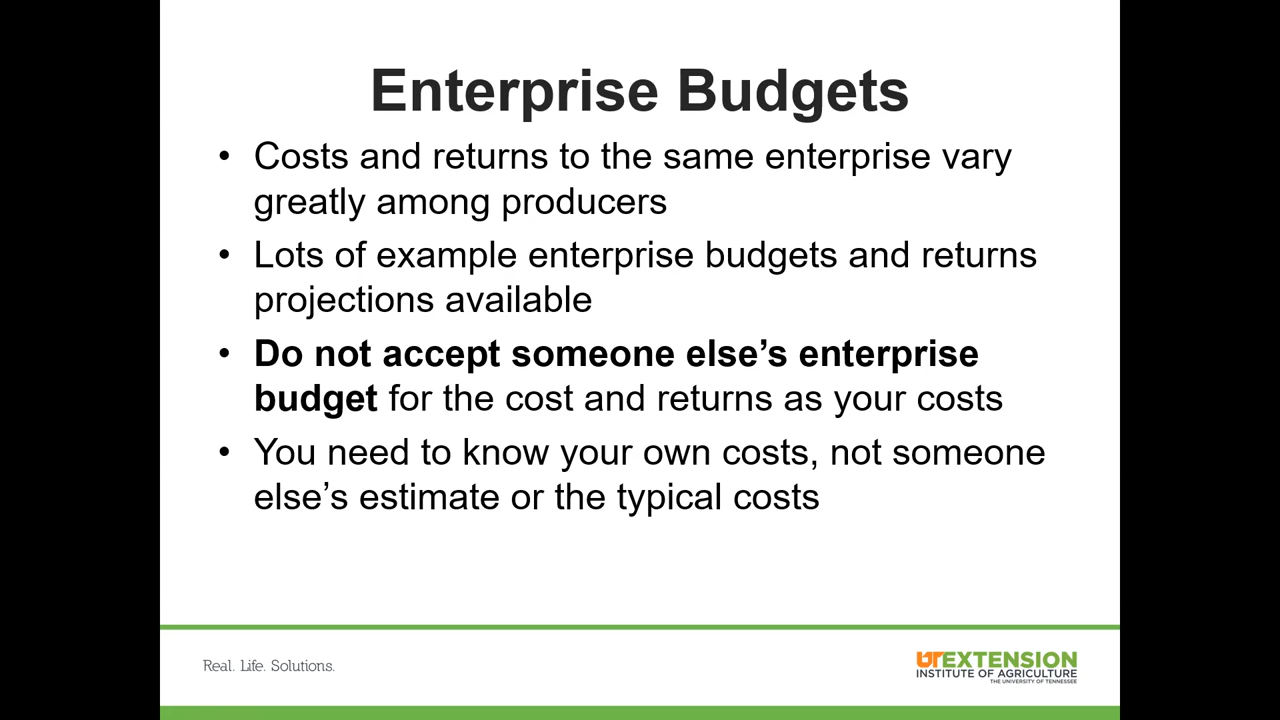 Enterprise Budgets
• Costs and returns to the same enterprise vary
greatly among producers
• Lots of example enterprise budgets and returns
projections available
• Do not accept someone else’s enterprise
budget for the cost and returns as your costs
• You need to know your own costs, not someone
else’s estimate or the typical costs
Real. Life. Solutions.
UT EXTENSION
INSTITUTE OF AGRICULTURE
THE UNIVERSITY OF TENNESSEE